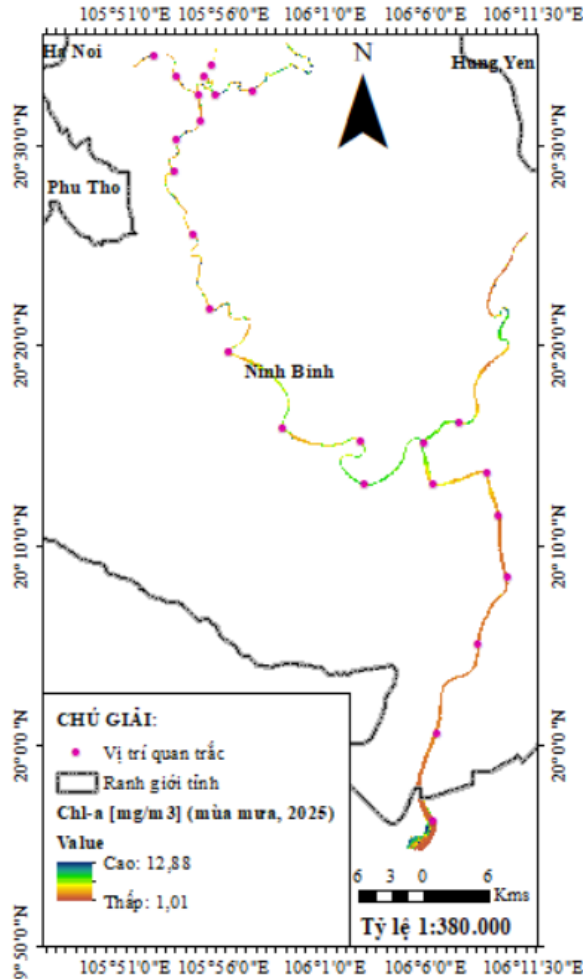 105°51'0"E 105°56'0"E 106°1'0"E 106°6'0"E 106°11'30"E
Ha Noi
N
Hung Yen
20°30'0"N
20°30'0"N
Phu Tho
20°20'0"N
20°20'0"N
Ninh Binh
20°10'0"N
20°10'0"N
CHÚ GIẢI:
Vị trí quan trắc
20°0'0"N
20°0'0"N
Ranh giới tỉnh
Chl-a [mg/m3] (mùa mưa, 2025)
Value
Cao: 12,88
Thấp: 1,01
6 3 0 6
Kms
Tỷ lệ 1:380.000
9°50'0"N
105°51'0"E 105°56'0"E 106°1'0"E 106°6'0"E 106°11'30"E